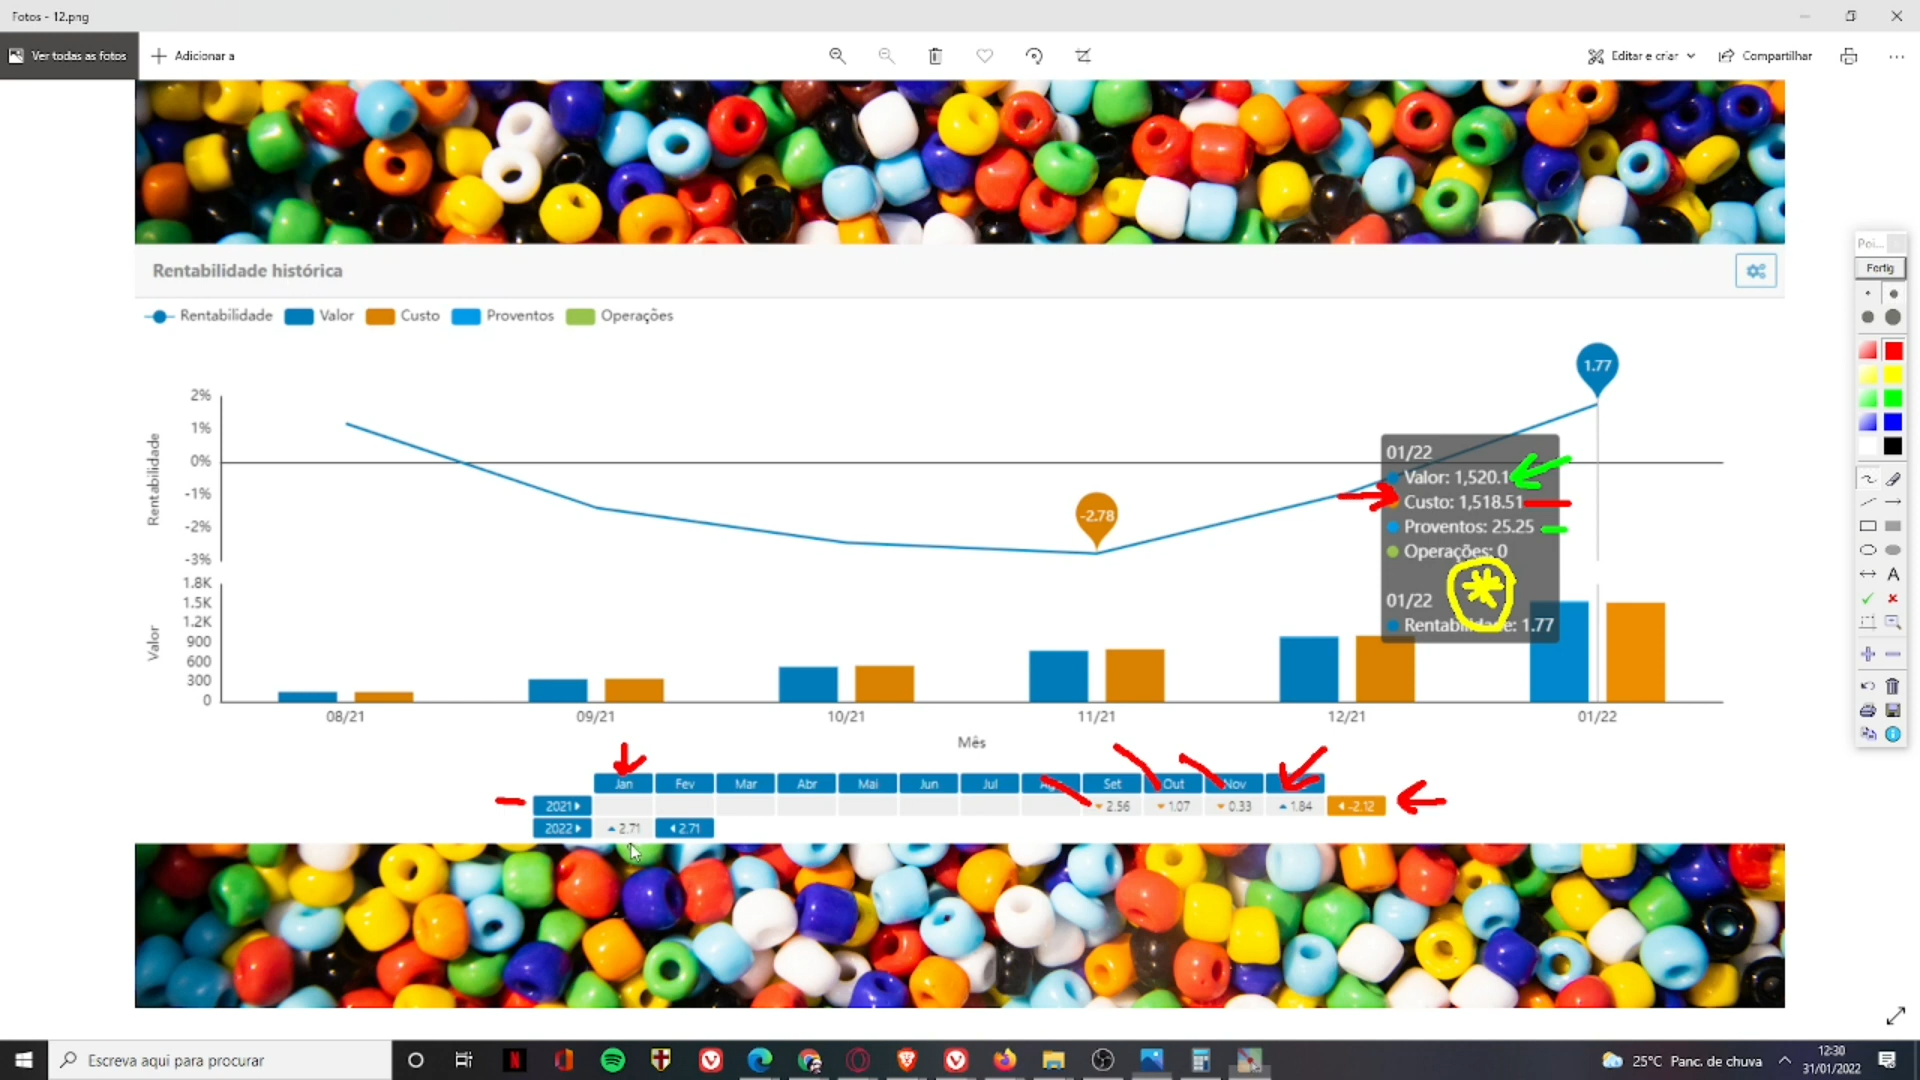 Fotos - 12.png
Ver todas as fotos
Adicionar a
Editar e criar
Compartilhar
Rentabilidade histórica
Rentabilidade Valor Custo Proventos Operações
Poi...
Fertig
A
1.77
2%
1%
0%
-1%
-2%
-3%
Rentabilidade
-2.78
01/22
Valor: 1,520.1
Custo: 1,518.51
Proventos: 25.25
Operações: 0
01/22
Rentabilidade: 1.77
1.8K
1.5K
1.2K
900
600
300
0
Valor
08/21 09/21 10/21 11/21 12/21 01/22
Mês
Jan Fev Mar Abr Mai Jun Jul Ago Set Out Nov
2021 2.56 1.07 0.33 1.84 -2.12
2022 2.71 2.71
Escreva aqui para procurar
25°C Panc. de chuva
12:30
31/01/2022